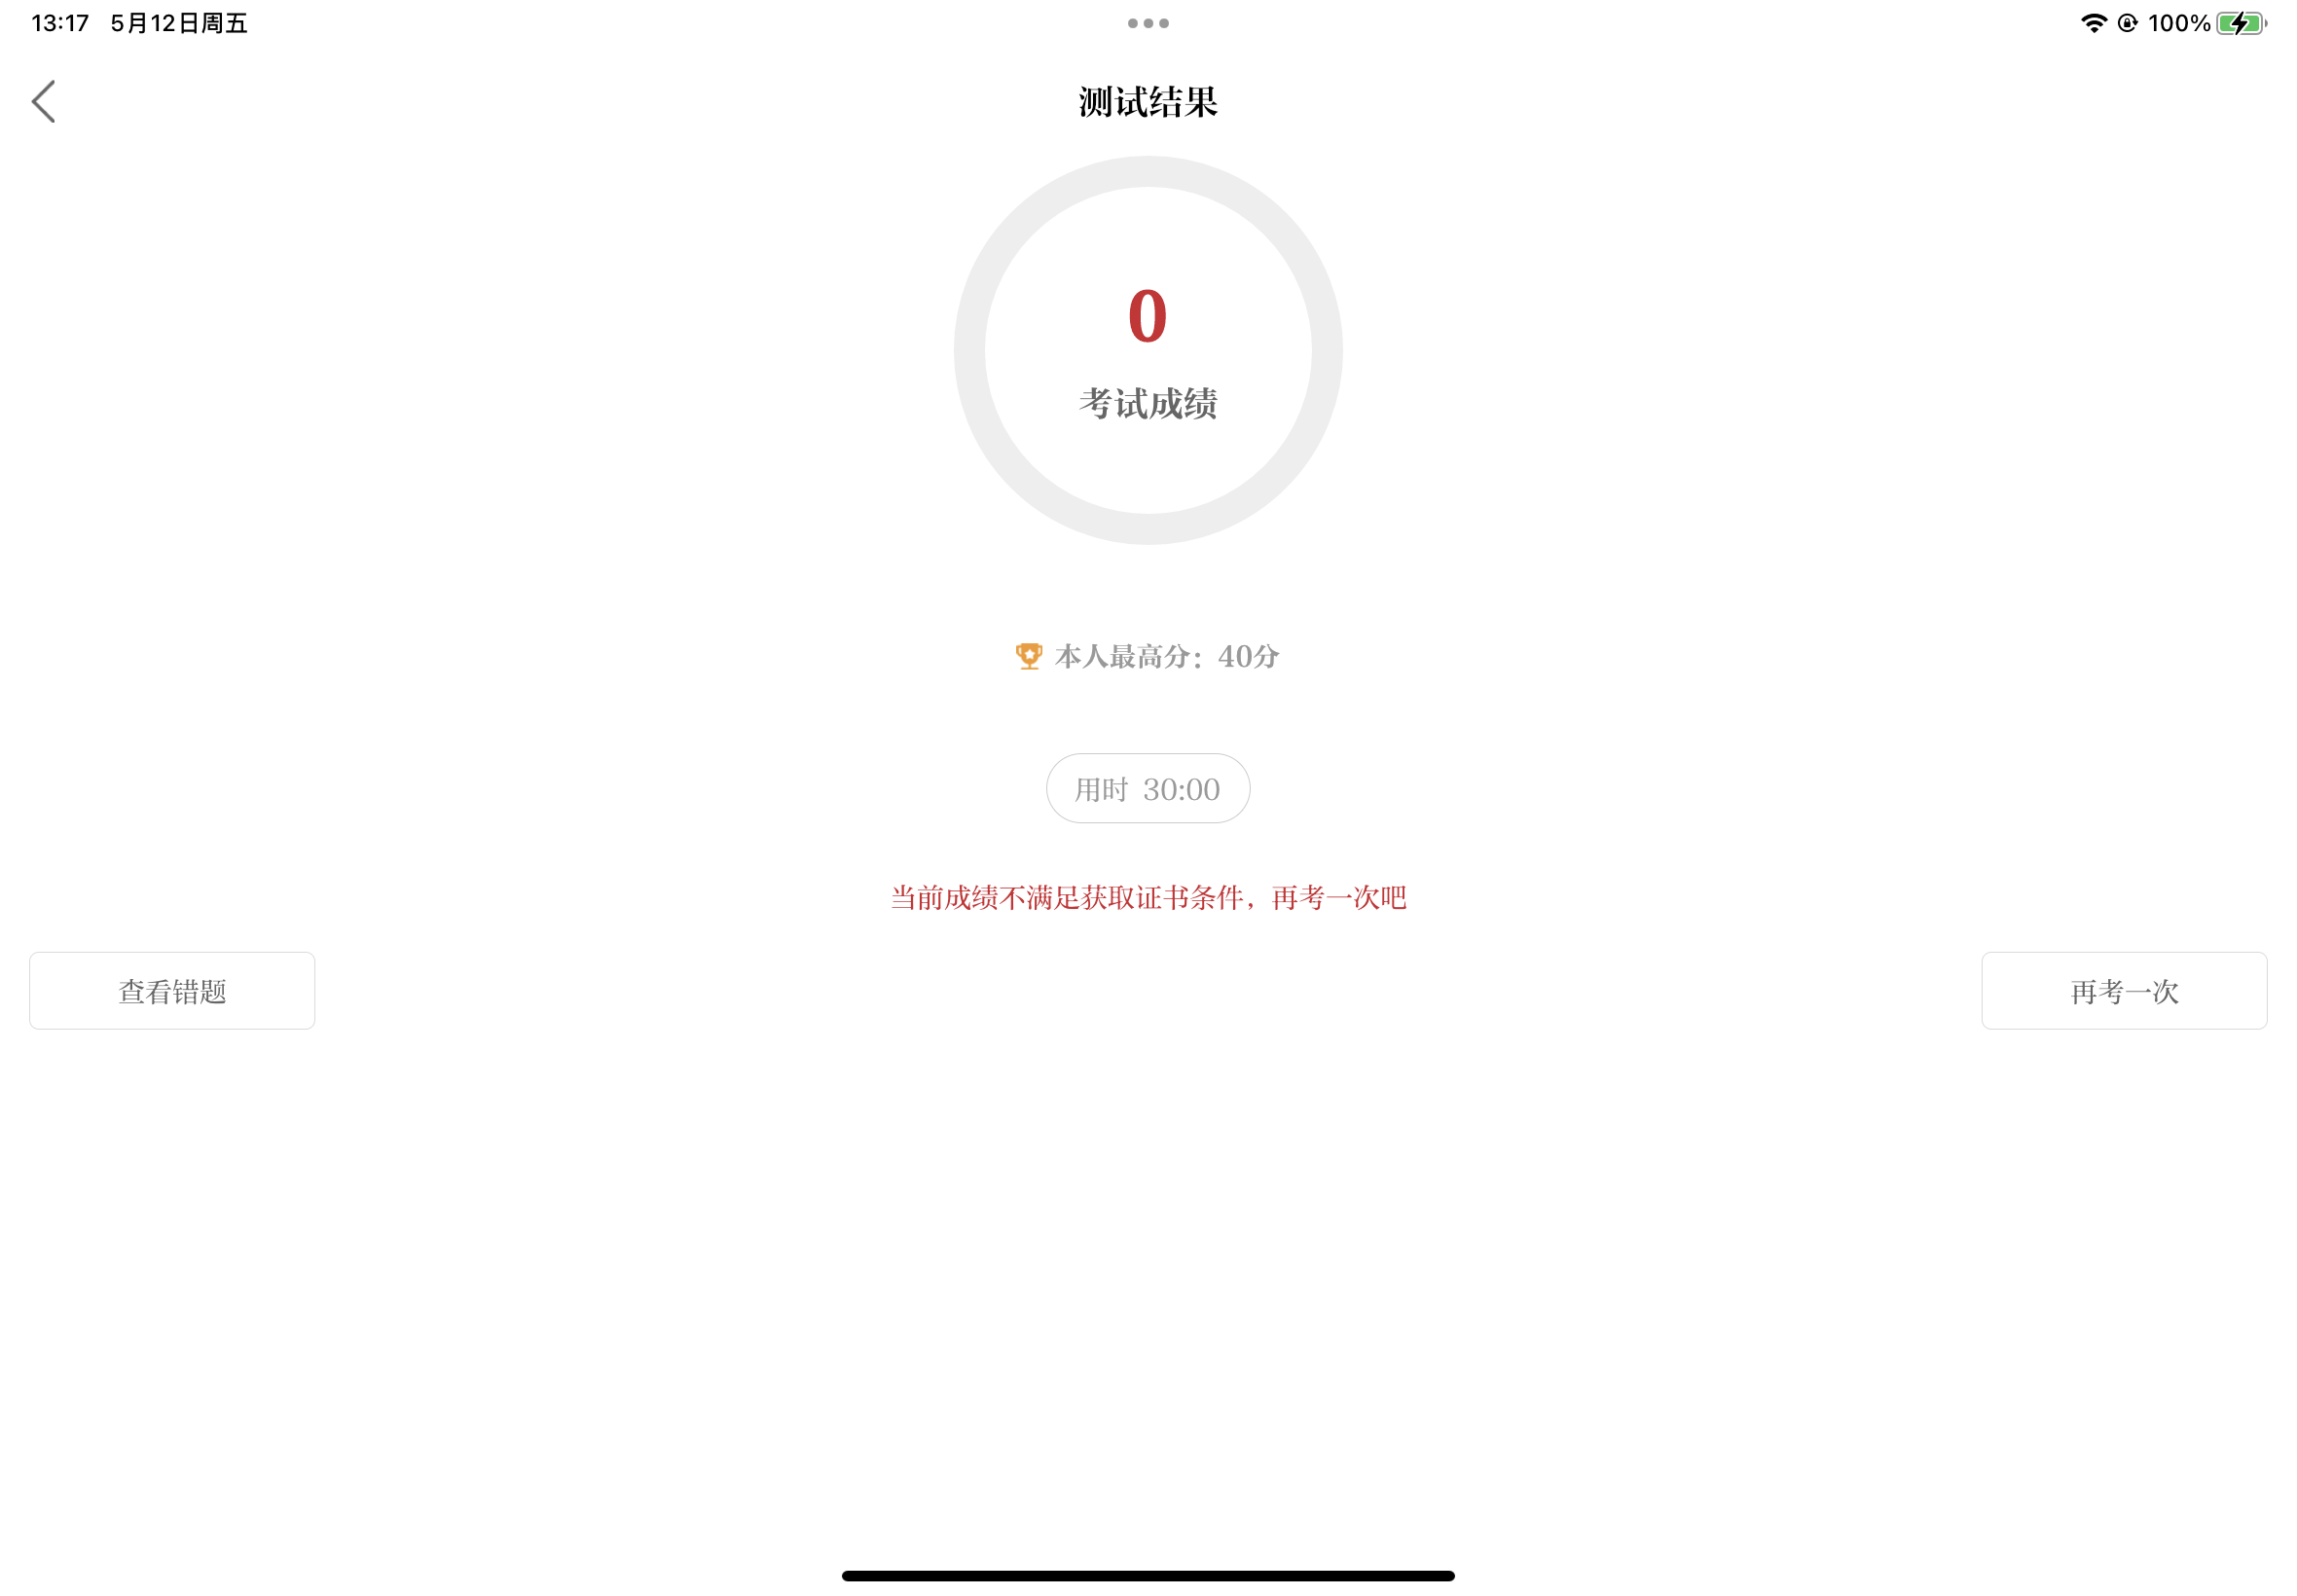 13:17 5月12日周五
100%
测试结果
0
考试成绩
本人最高分：40分
用时 30:00
当前成绩不满足获取证书条件，再考一次吧
查看错题
再考一次